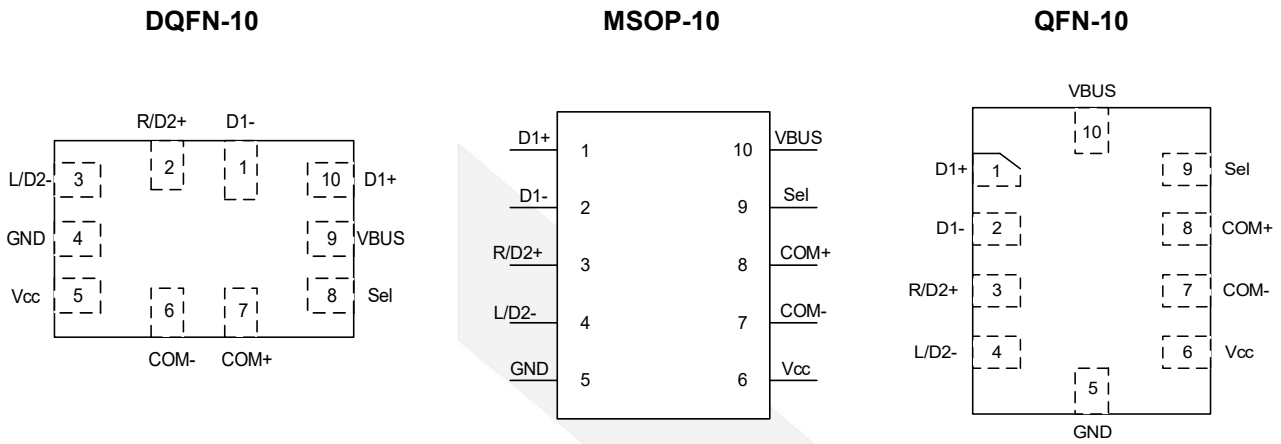 DQFN-10
R/D2+ D1-
2 1
L/D2- 3 10 D1+
GND 4 9 VBUS
Vcc 5 8 Sel
6 7
COM- COM+
MSOP-10
D1+ 1 10 VBUS
D1- 2 9 Sel
R/D2+ 3 8 COM+
L/D2- 4 7 COM-
GND 5 6 Vcc
QFN-10
VBUS
10
D1+ 1 9 Sel
D1- 2 8 COM+
R/D2+ 3 7 COM-
L/D2- 4 6 Vcc
5
GND